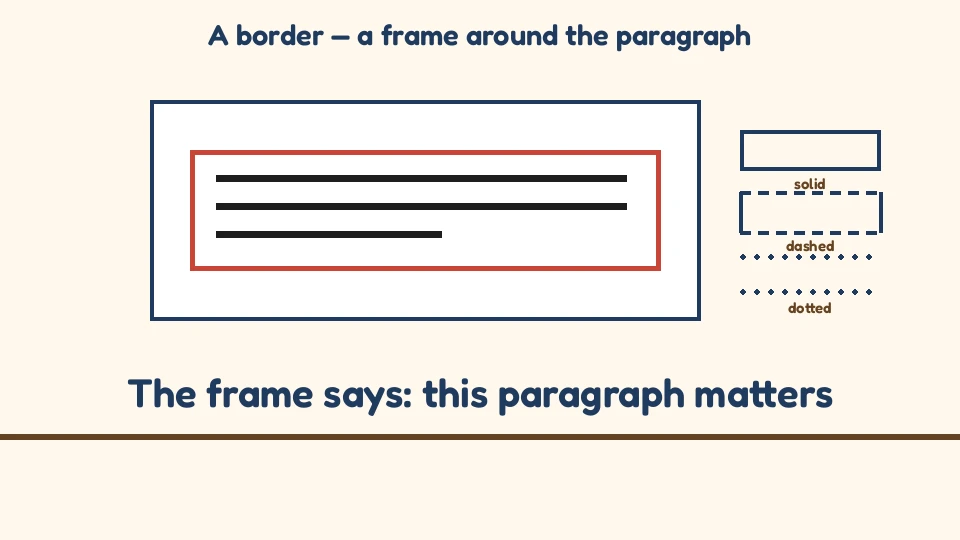 A border — a frame around the paragraph
solid
dashed
dotted
The frame says: this paragraph matters